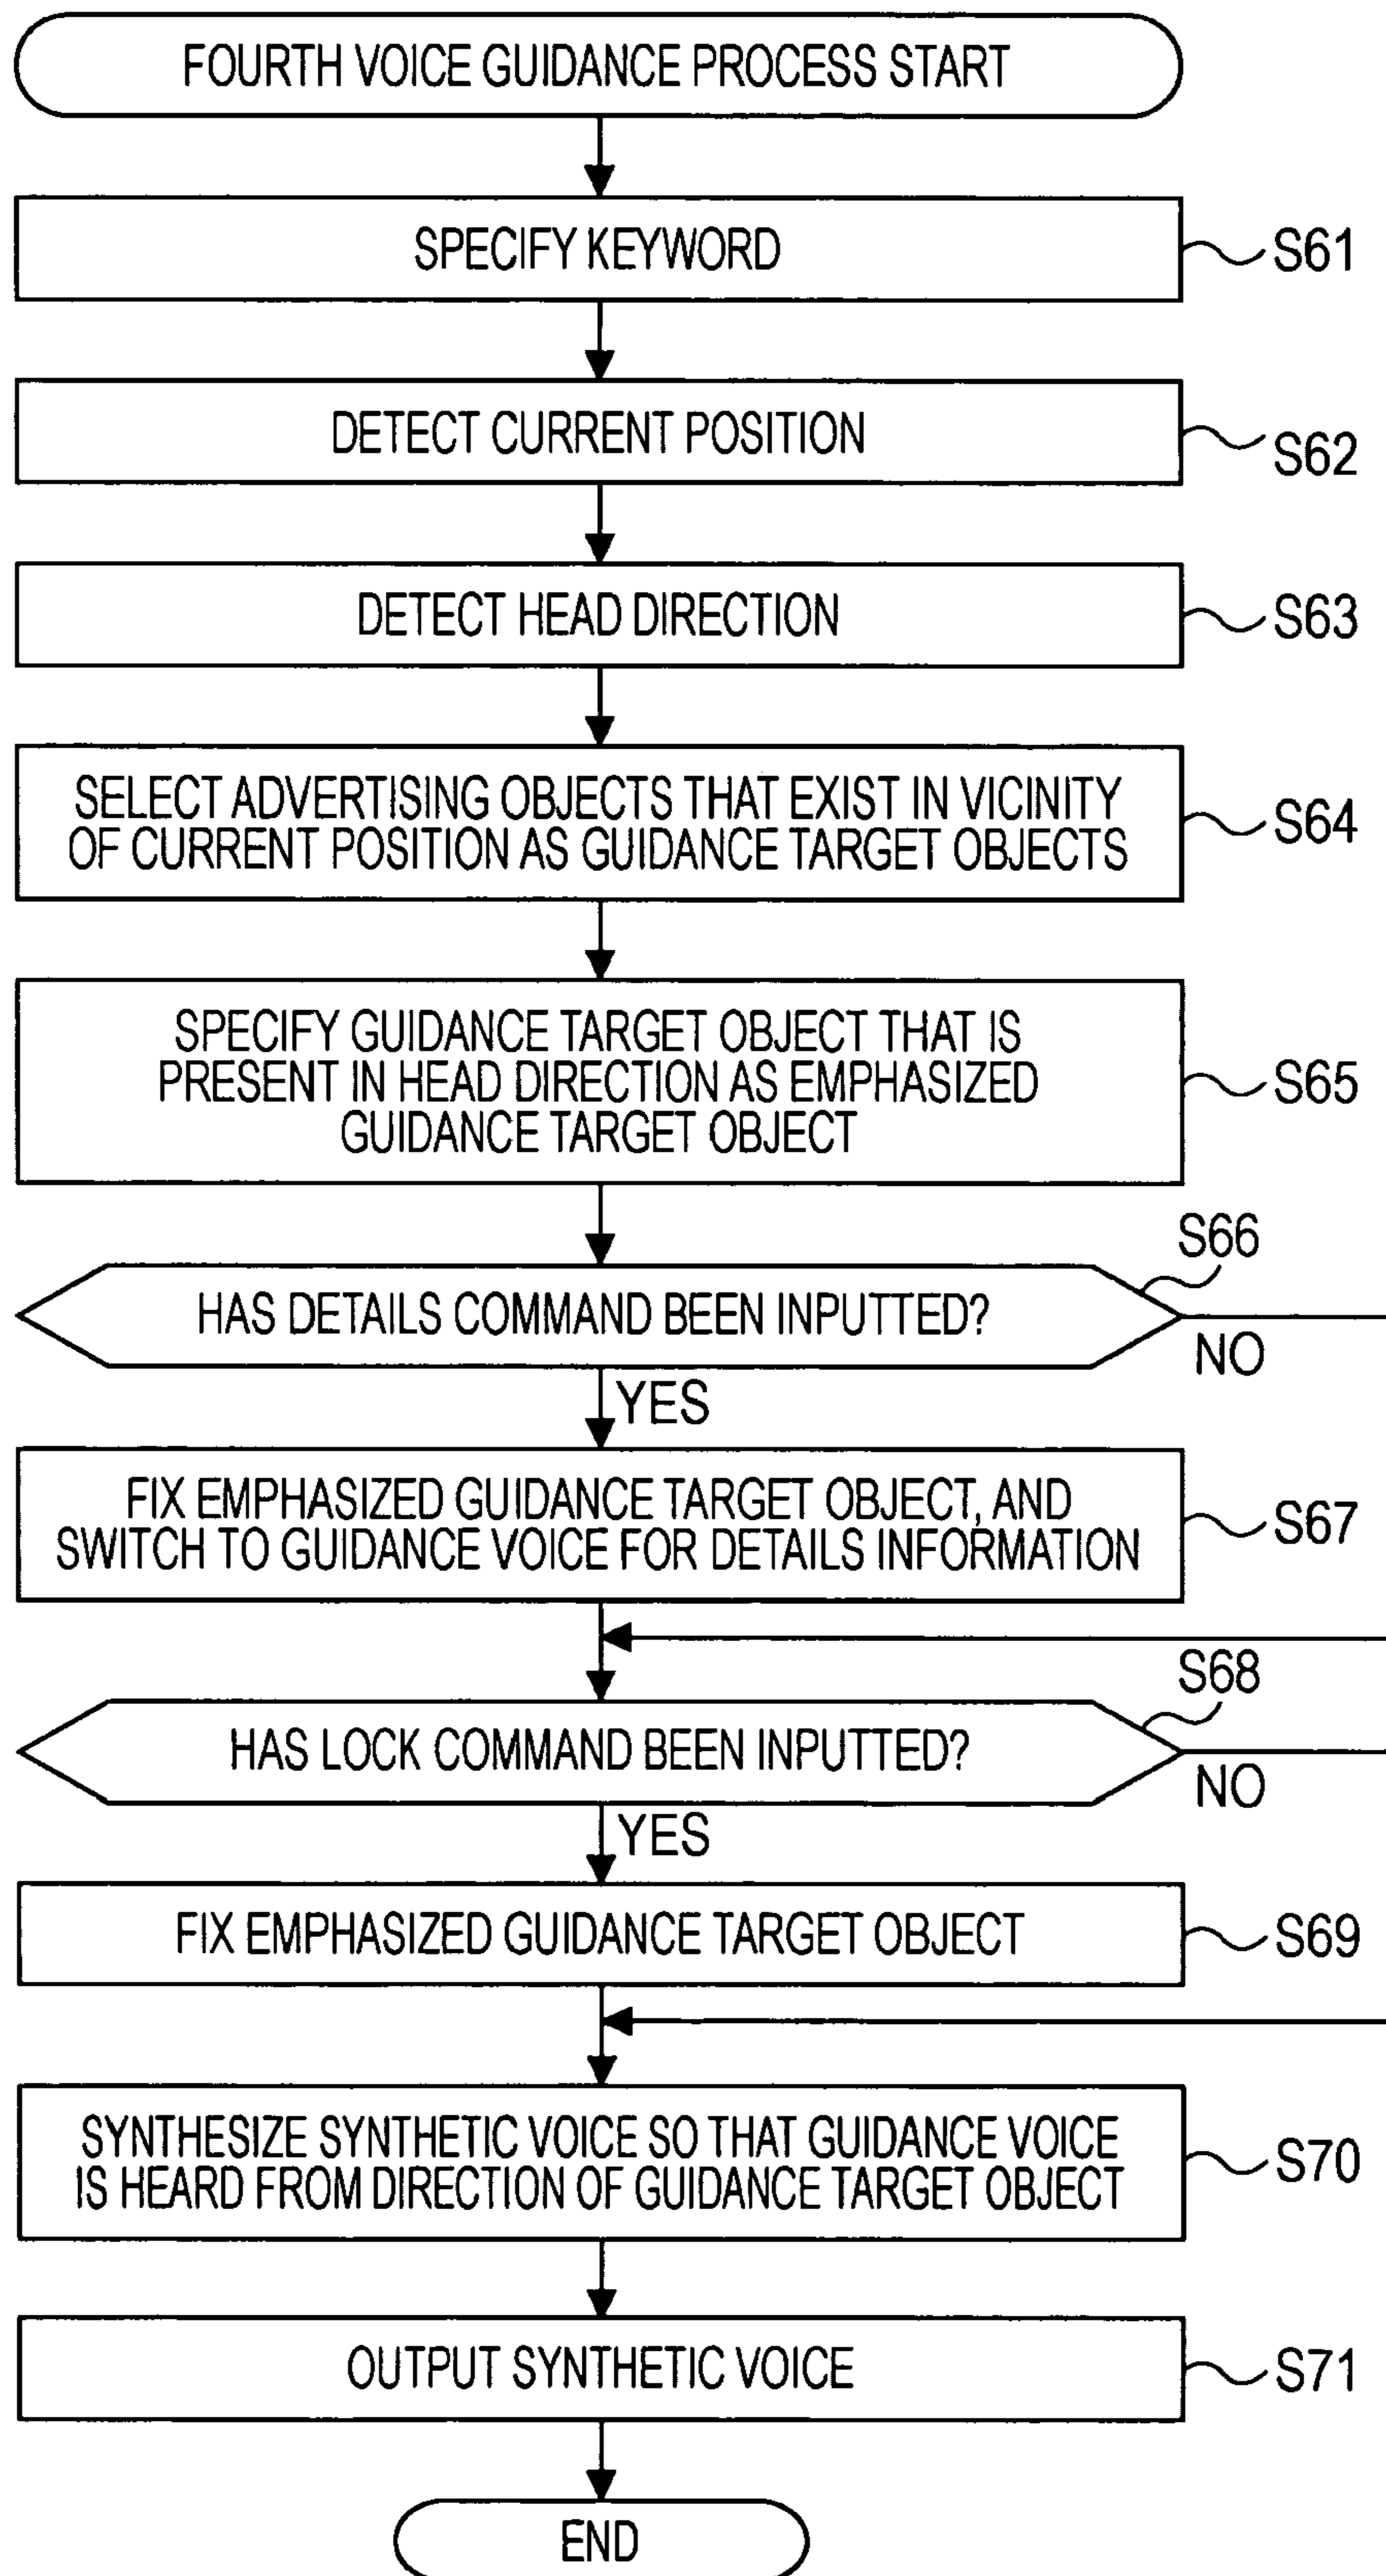 FOURTH VOICE GUIDANCE PROCESS START
SPECIFY KEYWORD
S61
DETECT CURRENT POSITION
S62
DETECT HEAD DIRECTION
S63
SELECT ADVERTISING OBJECTS THAT EXIST IN VICINITY
OF CURRENT POSITION AS GUIDANCE TARGET OBJECTS
S64
SPECIFY GUIDANCE TARGET OBJECT THAT IS
PRESENT IN HEAD DIRECTION AS EMPHASIZED
GUIDANCE TARGET OBJECT
S65
S66
HAS DETAILS COMMAND BEEN INPUTTED?
NO
YES
FIX EMPHASIZED GUIDANCE TARGET OBJECT, AND
SWITCH TO GUIDANCE VOICE FOR DETAILS INFORMATION
S67
S68
HAS LOCK COMMAND BEEN INPUTTED?
NO
YES
FIX EMPHASIZED GUIDANCE TARGET OBJECT
S69
SYNTHESIZE SYNTHETIC VOICE SO THAT GUIDANCE VOICE
IS HEARD FROM DIRECTION OF GUIDANCE TARGET OBJECT
S70
OUTPUT SYNTHETIC VOICE
S71
END